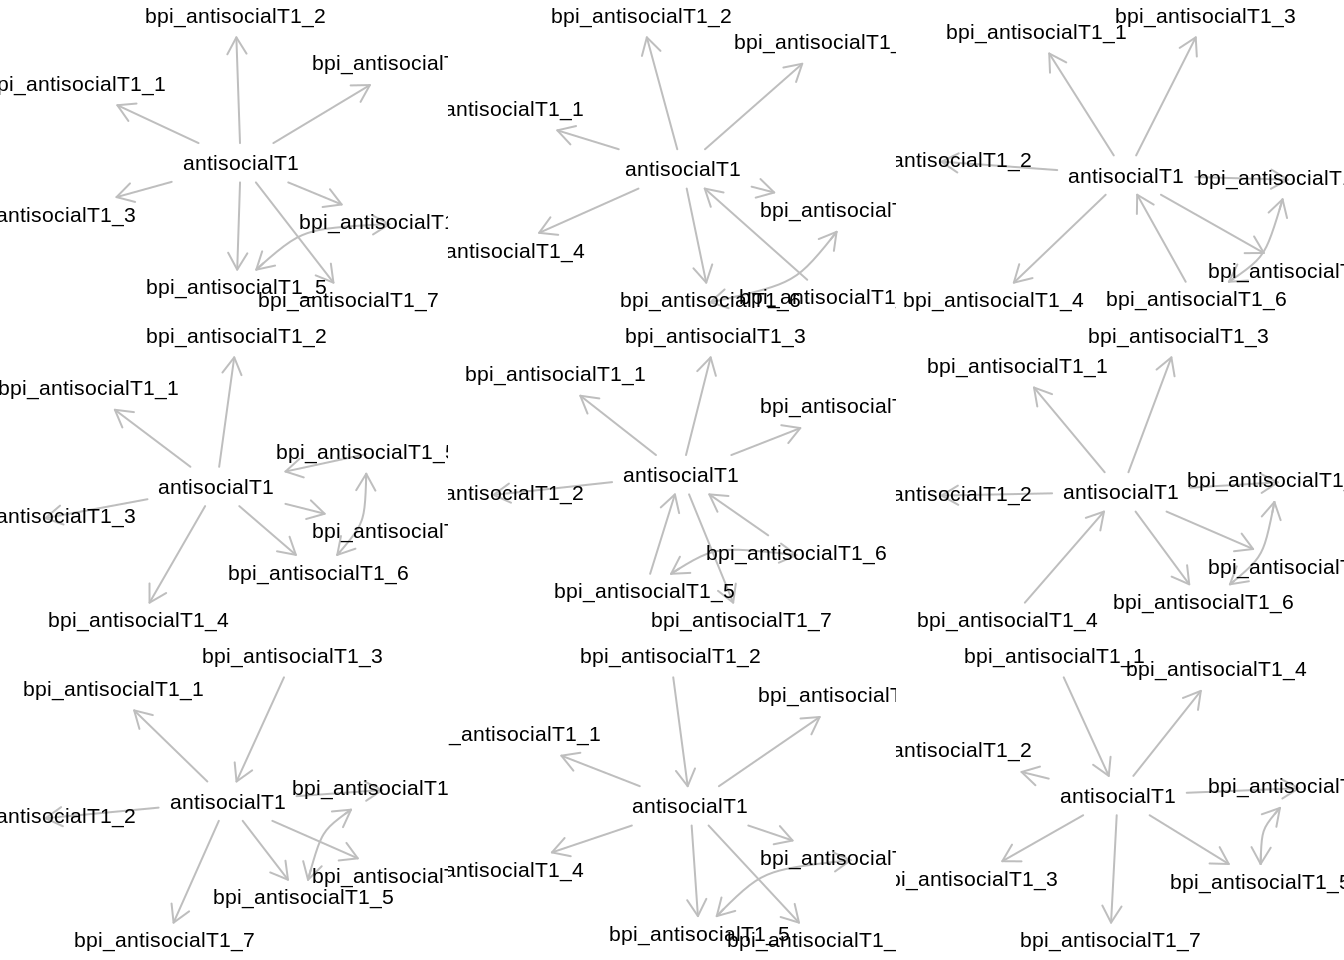 bpi_antisocialT1_2
bpi_antisocialT
pi_antisocialT1_1
antisocialT1
antisocialT1_3
bpi_antisocialT1
bpi_antisocialT1_5
bpi_antisocialT1_7
bpi_antisocialT1_2
bpi_antisocialT1_
antisocialT1_1
antisocialT1
bpi_antisocialT
antisocialT1_4
bpi_antisocialT1_6
bpi_antisocialT1
bpi_antisocialT1_3
bpi_antisocialT1_1
antisocialT1_2
antisocialT1
bpi_antisocialT1
bpi_antisocialT
bpi_antisocialT1_4
bpi_antisocialT1_6
bpi_antisocialT1_2
bpi_antisocialT1_1
bpi_antisocialT1_5
antisocialT1
antisocialT1_3
bpi_antisocialT
bpi_antisocialT1_6
bpi_antisocialT1_4
bpi_antisocialT1_3
bpi_antisocialT1_1
bpi_antisocialT
antisocialT1
antisocialT1_2
bpi_antisocialT1_6
bpi_antisocialT1_5
bpi_antisocialT1_7
bpi_antisocialT1_3
bpi_antisocialT1_1
bpi_antisocialT1_
antisocialT1
antisocialT1_2
bpi_antisocialT
bpi_antisocialT1_6
bpi_antisocialT1_4
bpi_antisocialT1_3
bpi_antisocialT1_1
bpi_antisocialT1
antisocialT1
antisocialT1_2
bpi_antisocialT
bpi_antisocialT1_5
bpi_antisocialT1_7
bpi_antisocialT1_2
bpi_antisocialT
_antisocialT1_1
antisocialT1
bpi_antisocialT
antisocialT1_4
bpi_antisocialT1_5
bpi_antisocialT1_
bpi_antisocialT1_1
bpi_antisocialT1_4
antisocialT1_2
bpi_antisocialT
antisocialT1
pi_antisocialT1_3
bpi_antisocialT1_5
bpi_antisocialT1_7